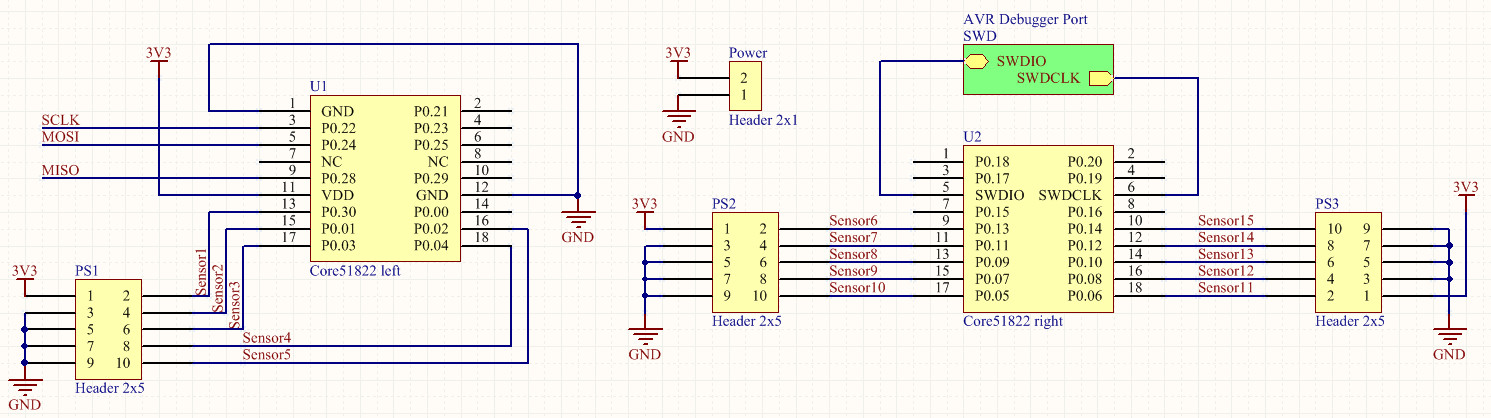 AVR Debugger Port
SWD
SWDIO
SWDCLK
3V3
U1
1 GND P0.21 2
3 P0.22 P0.23 4
5 P0.24 P0.25 6
7 NC NC 8
9 P0.28 P0.29 10
11 VDD GND 12
13 P0.30 P0.00 14
15 P0.01 P0.02 16
17 P0.03 P0.04 18
Core51822 left
SCLK
MOSI
MISO
GND
3V3
Power
2
1
Header 2x1
GND
U2
1 P0.18 P0.20 2
3 P0.17 P0.19 4
5 SWDIO SWDCLK 6
7 P0.15 P0.16 8
9 P0.13 P0.14 10
11 P0.11 P0.12 12
13 P0.09 P0.10 14
15 P0.07 P0.08 16
17 P0.05 P0.06 18
Core51822 right
3V3
PS1
1 2
3 4
5 6
7 8
9 10
Header 2x5
GND
Sensor1
Sensor2
Sensor3
Sensor4
Sensor5
3V3
PS2
1 2
3 4
5 6
7 8
9 10
Header 2x5
GND
Sensor6
Sensor7
Sensor8
Sensor9
Sensor10
Sensor15
Sensor14
Sensor13
Sensor12
Sensor11
3V3
PS3
10 9
8 7
6 5
4 3
2 1
Header 2x5
GND